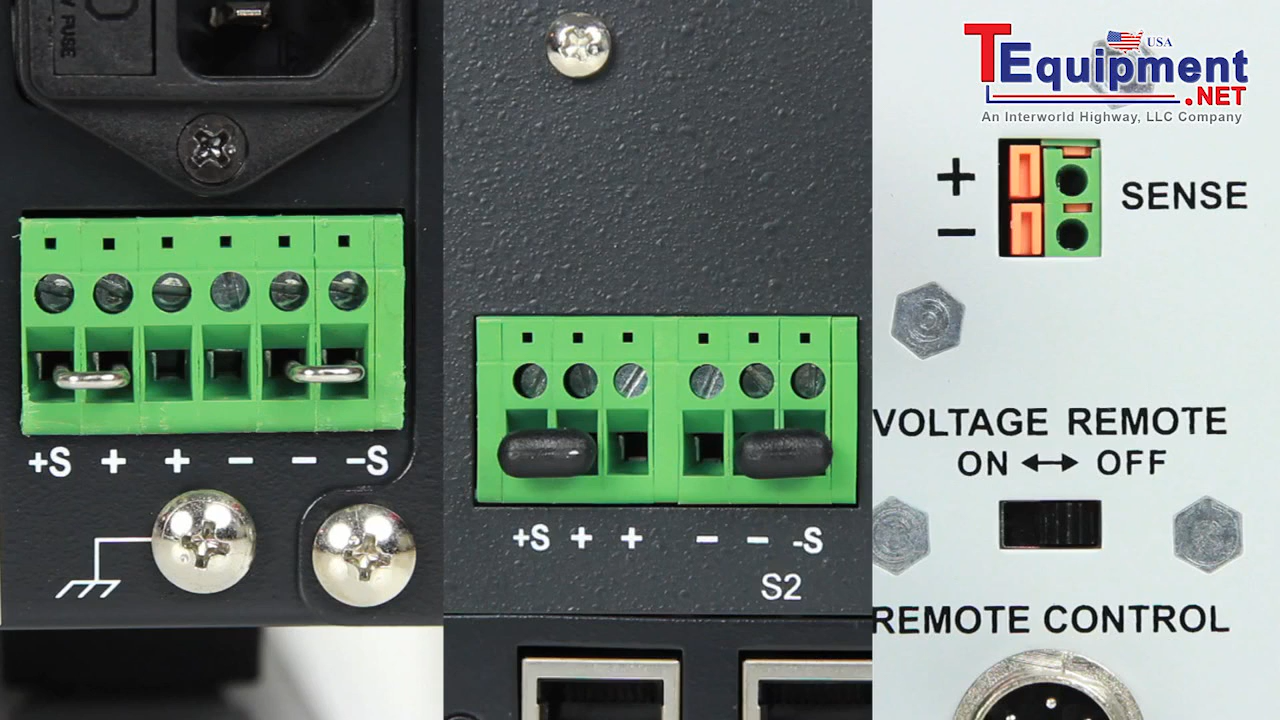 FUSE
+S + + − − −S
+S + + − − -S
S2
USA
TEquipment
.NET
An Interworld Highway, LLC Company
+
−
SENSE
VOLTAGE REMOTE
ON ↔ OFF
REMOTE CONTROL